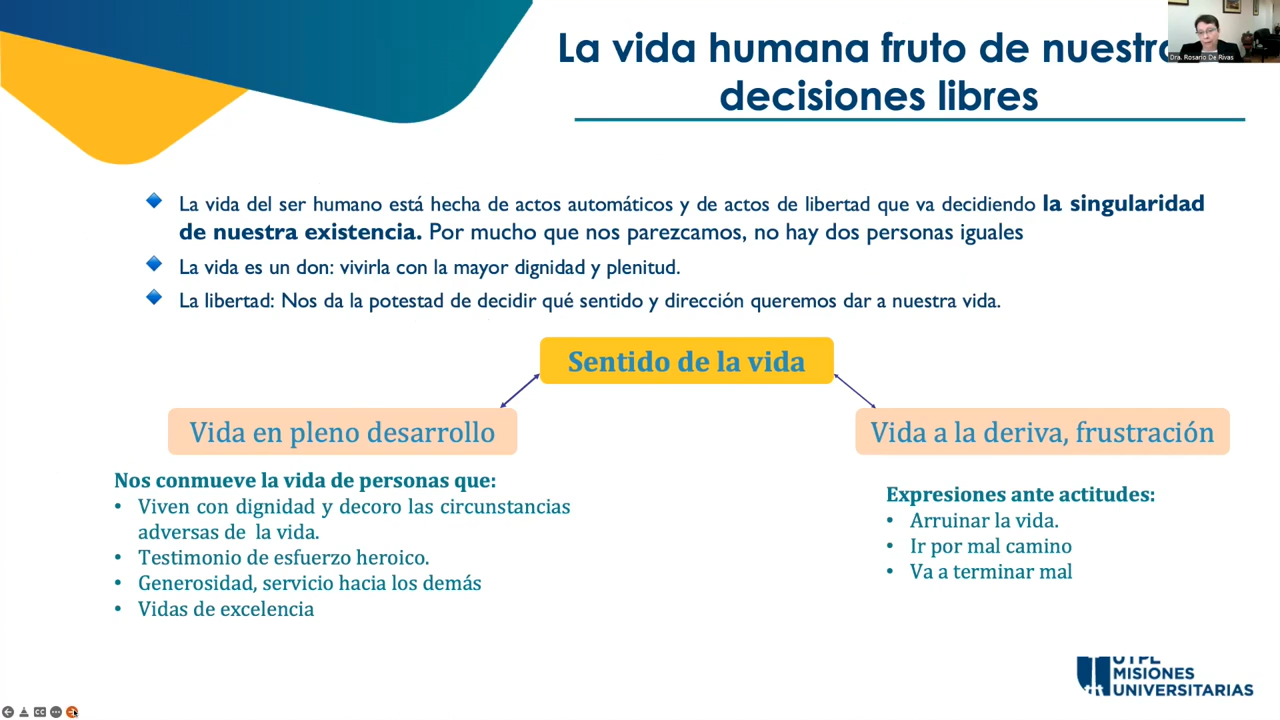 La vida humana fruto de nuestra
decisiones libres
Dra. Rosario De Rivas
La vida del ser humano está hecha de actos automáticos y de actos de libertad que va decidiendo la singularidad
de nuestra existencia. Por mucho que nos parezcamos, no hay dos personas iguales
La vida es un don: vivirla con la mayor dignidad y plenitud.
La libertad: Nos da la potestad de decidir qué sentido y dirección queremos dar a nuestra vida.
Sentido de la vida
Vida en pleno desarrollo
Nos conmueve la vida de personas que:
• Viven con dignidad y decoro las circunstancias
adversas de la vida.
• Testimonio de esfuerzo heroico.
• Generosidad, servicio hacia los demás
• Vidas de excelencia
Vida a la deriva, frustración
Expresiones ante actitudes:
• Arruinar la vida.
• Ir por mal camino
• Va a terminar mal
UTPL
MISIONES
UNIVERSITARIAS
CC